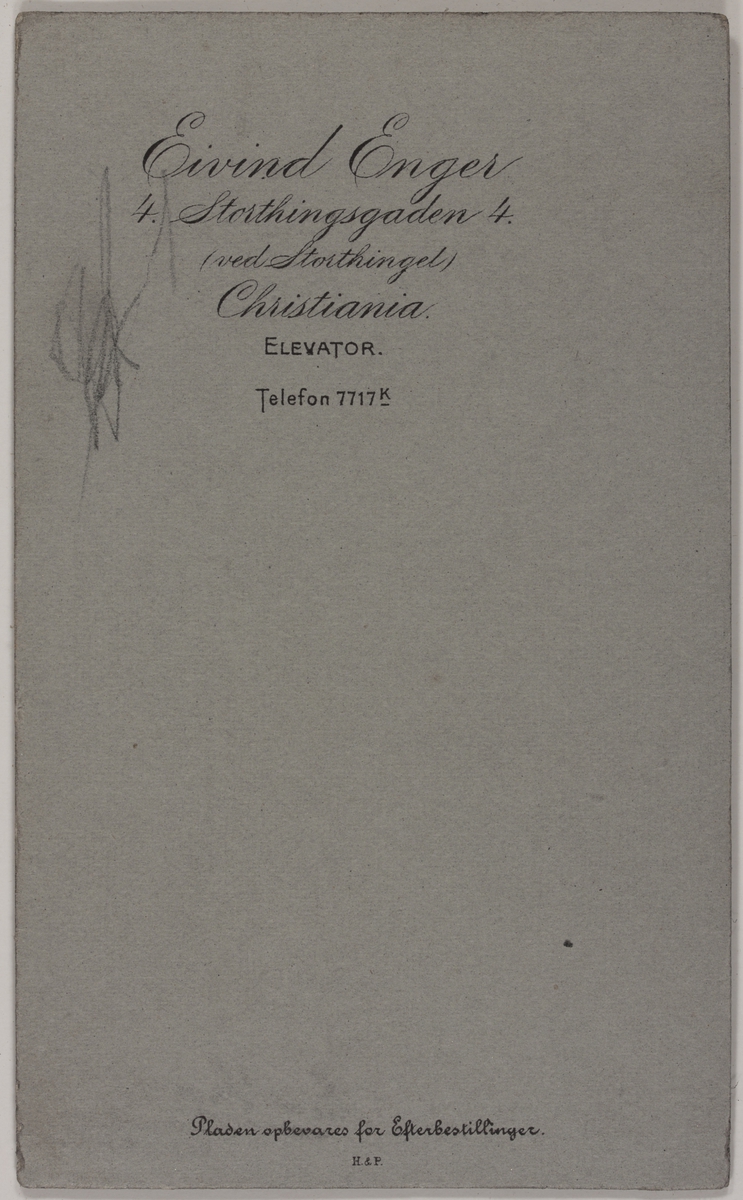 Eivind Enger
4. Storthingsgaden 4.
(ved Storthinget)
Christiania.
ELEVATOR.
Telefon 7717K
Pladen opbevares for Efterbestillinger.
H. & P.